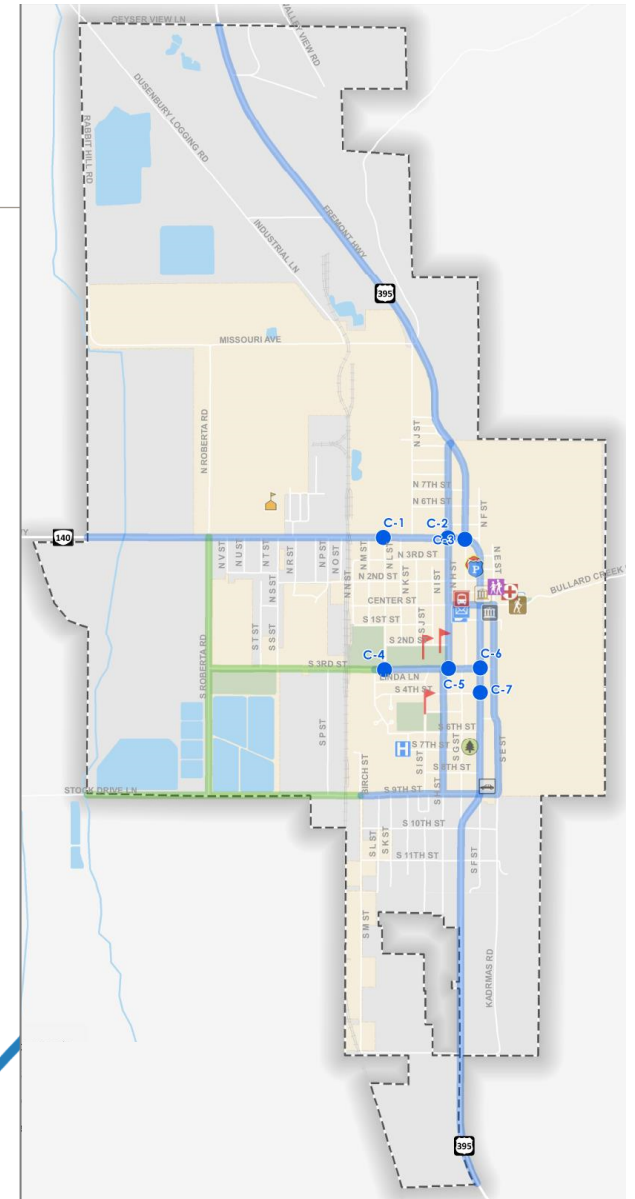 GEYSER VIEW LN
VALLEY VIEW RD
DUSENBURY LOGGING RD
RABBIT HILL RD
INDUSTRIAL LN
FREMONT HWY
395
MISSOURI AVE
N ROBERTA RD
N J ST
N 7TH ST
N 6TH ST
N F ST
140
C-1
C-2
C-3
N 3RD ST
N V ST
N U ST
N T ST
N S ST
N R ST
N P ST
N O ST
N N ST
N M ST
N L ST
N K ST
N I ST
N H ST
N E ST
N 2ND ST
P
CENTER ST
BULLARD CREEK
S 1ST ST
S T ST
S S ST
S J ST
S 2ND ST
S ROBERTA RD
S 3RD ST
C-4
C-5
C-6
LINDA LN
S 4TH ST
C-7
S P ST
S 6TH ST
S 7TH ST
H
S I ST
S G ST
S E ST
S 8TH ST
BIRCH ST
S H ST
STOCK DRIVE LN
S 9TH ST
S 10TH ST
S L ST
S K ST
S 11TH ST
S F ST
S M ST
KADRMAS RD
395